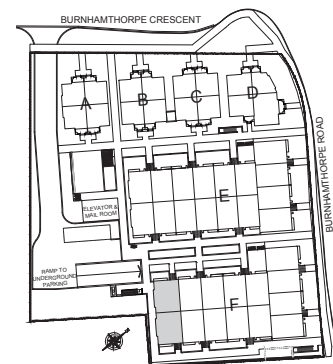 BURNHAMTHORPE CRESCENT
A
B
C
D
BURNHAMTHORPE ROAD
E
ELEVATOR &
MAIL ROOM
RAMP TO
UNDERGROUND
PARKING
F